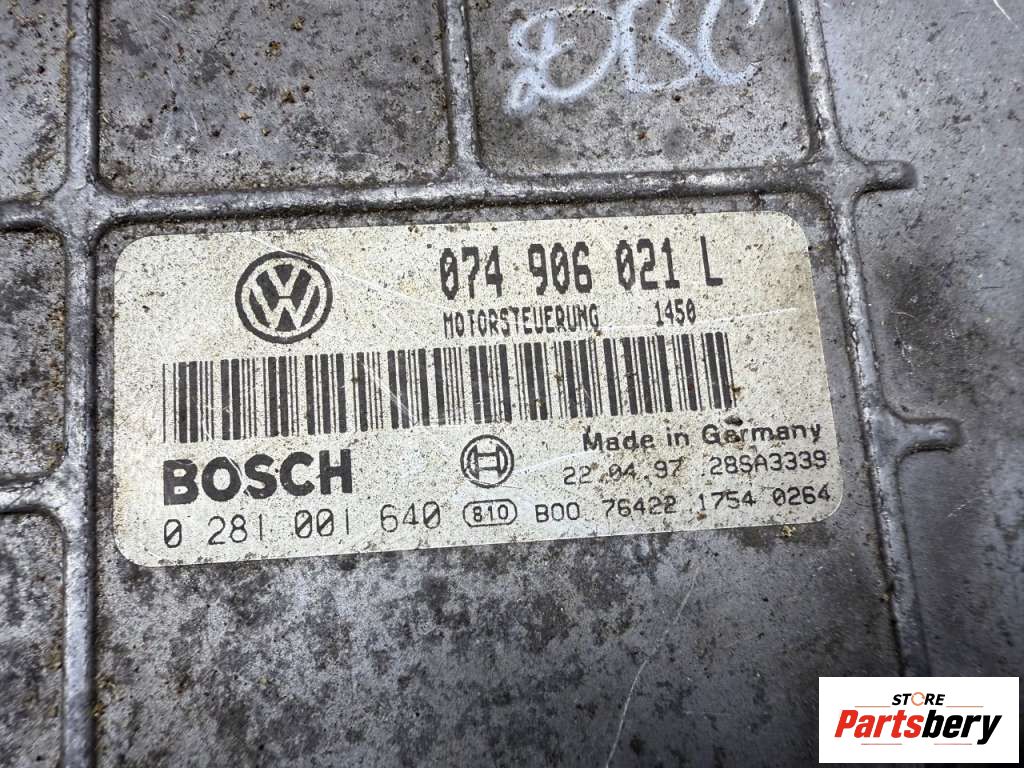 DBC
074 906 021 L
MOTORSTEUERUNG 1450
Made in Germany
BOSCH
22.04.97 28SA3339
0 281 001 640 810 B00 76422 1754 0264
STORE
Partsbery